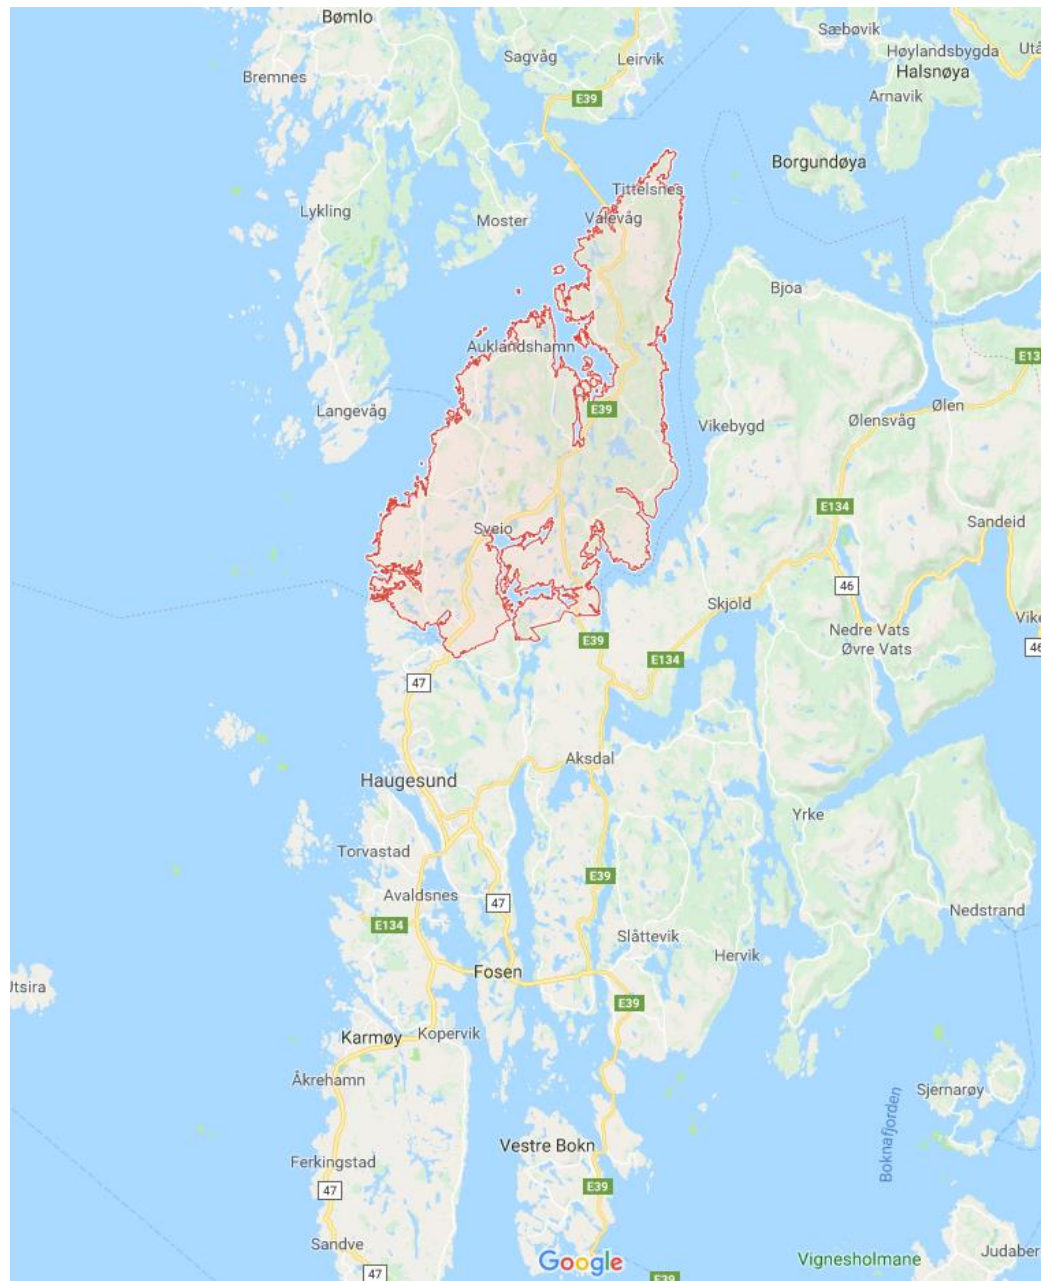 Bømlo
Sæbøvik
Sagvåg
Leirvik
Høylandsbygda
Utå
Bremnes
Halsnøya
E39
Arnavik
Borgundøya
Tittelsnes
Lykling
Moster
Valevåg
Bjoa
Auklandshamn
E13
Langevåg
E39
Ølen
Vikebygd
Ølensvåg
E134
Sveio
Sandeid
46
Skjold
Vike
Nedre Vats
E39
Øvre Vats
46
E134
47
Aksdal
Haugesund
Yrke
Torvastad
E39
Avaldsnes
47
Nedstrand
E134
Slåttevik
Hervik
Fosen
Utsira
E39
Karmøy
Kopervik
Åkrehamn
Sjernarøy
Boknafjorden
Vestre Bokn
Ferkingstad
E39
47
Sandve
Judaber
Google
Vignesholmane
47
E39